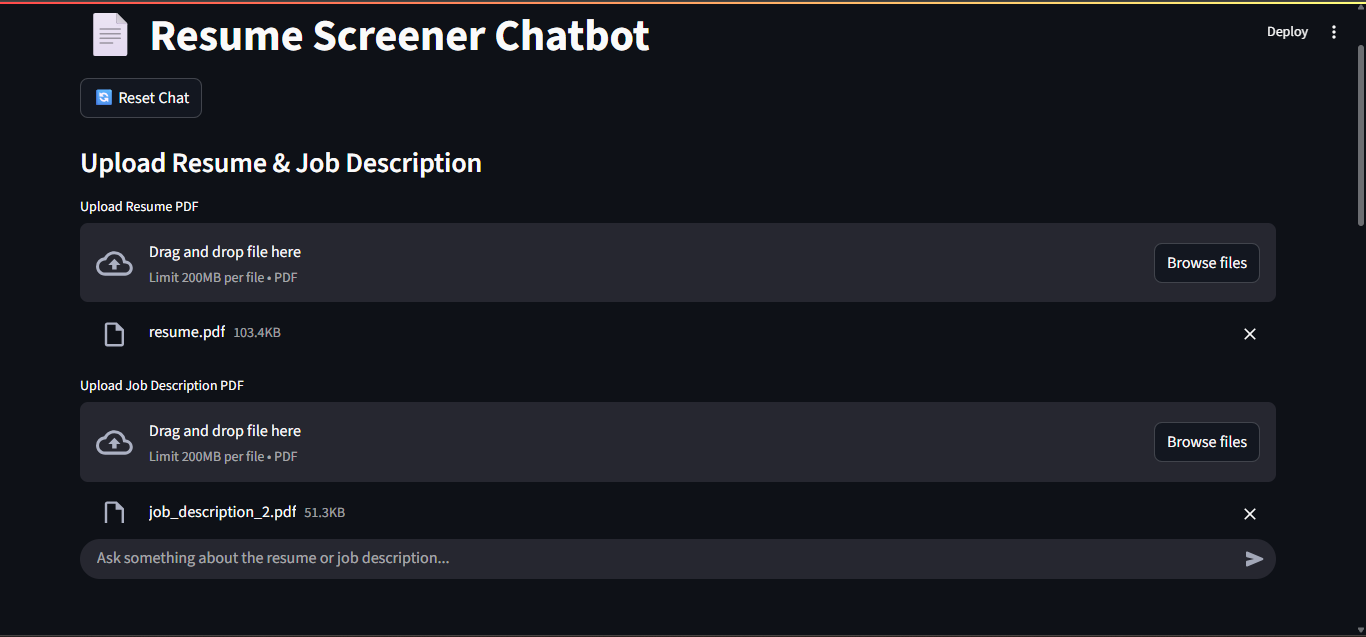 Resume Screener Chatbot
Deploy
Reset Chat
Upload Resume & Job Description
Upload Resume PDF
Drag and drop file here
Limit 200MB per file • PDF
Browse files
resume.pdf 103.4KB
Upload Job Description PDF
Drag and drop file here
Limit 200MB per file • PDF
Browse files
job_description_2.pdf 51.3KB
Ask something about the resume or job description...